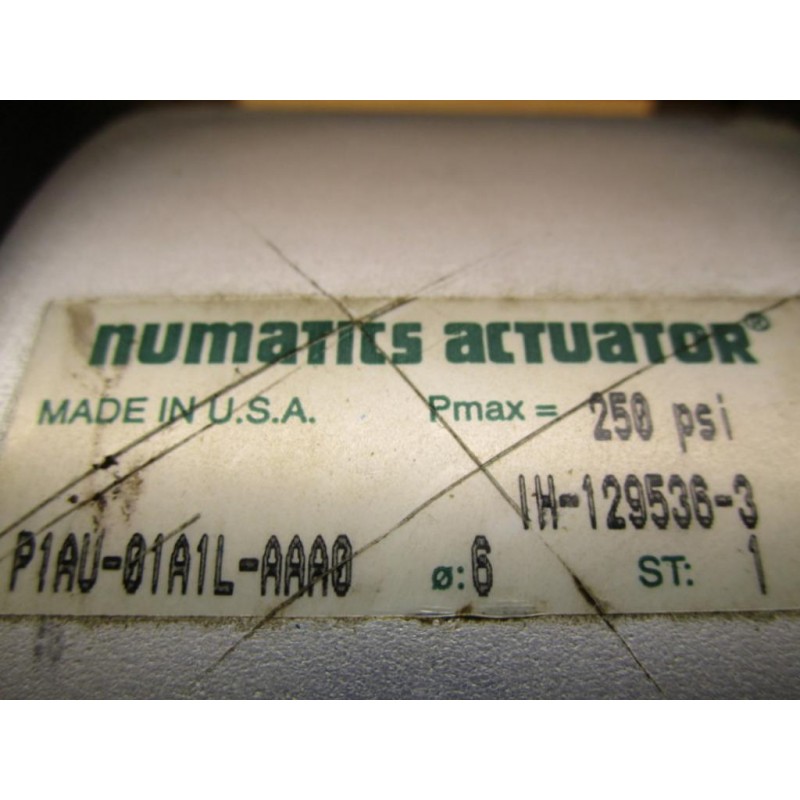 numatics actuator®
MADE IN U.S.A. Pmax = 250 psi
IH-129536-3
P1AU-01A1L-AAA0 ø: 6 ST: 1